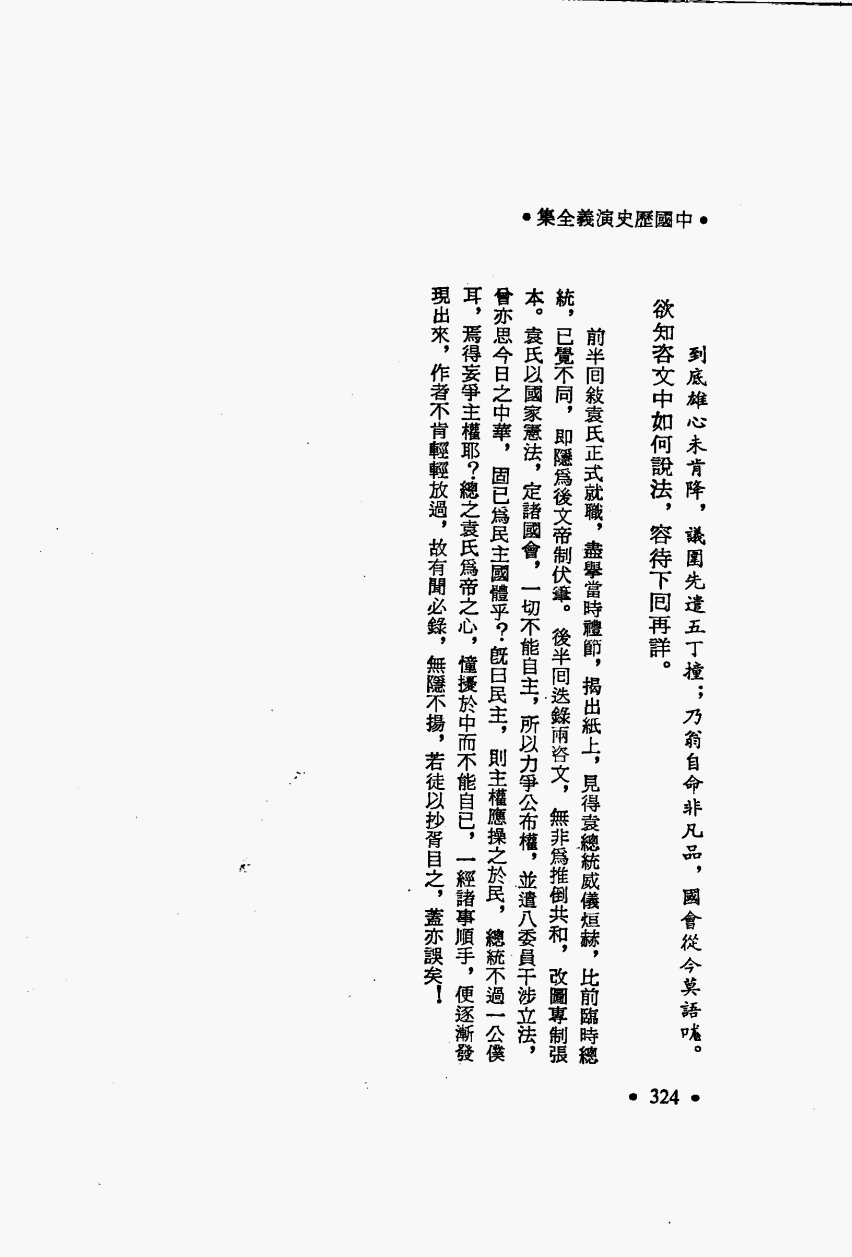 •中國歷史演義全集•
到底雄心未肯降，議園先遣五丁撞；乃翁自命非凡品，國會從今莫語哤。
欲知咨文中如何說法，容待下囘再詳。
前半囘敍袁氏正式就職，盡擧當時禮節，揭出紙上，見得袁總統威儀烜赫，比前臨時總
統，已覺不同，即隱爲後文帝制伏筆。後半囘迭錄兩咨文，無非爲推倒共和，改圖專制張
本。袁氏以國家憲法，定諸國會，一切不能自主，所以力爭公布權，並遣八委員干涉立法，
曾亦思今日之中華，固已爲民主國體乎？旣曰民主，則主權應操之於民，總統不過一公僕
耳，焉得妄爭主權耶？總之袁氏爲帝之心，憧擾於中而不能自已，一經諸事順手，便逐漸發
現出來，作者不肯輕輕放過，故有聞必錄，無隱不揚，若徒以抄胥目之，蓋亦誤矣！
•324•